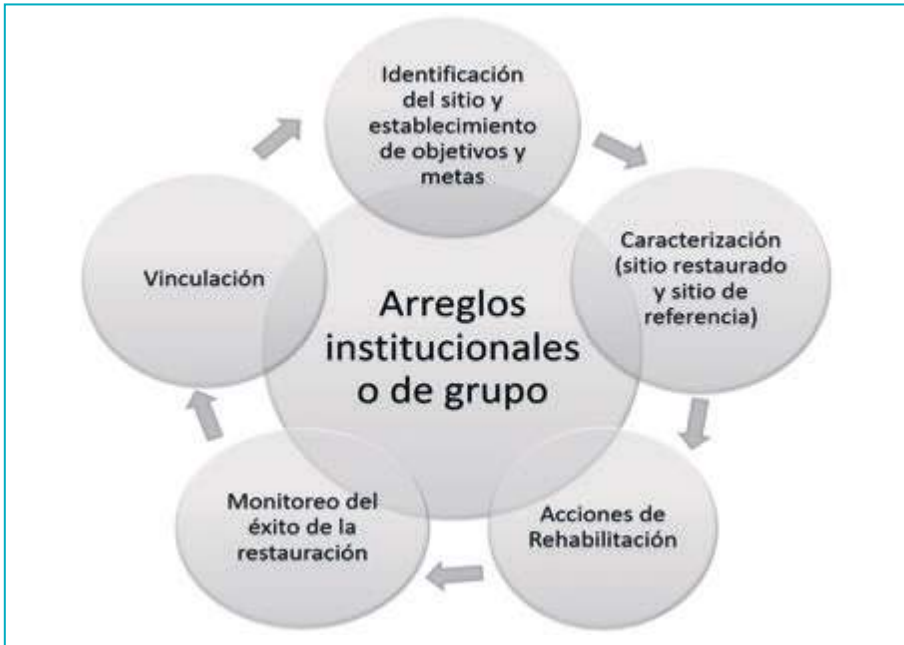 Identificación
del sitio y
establecimiento
de objetivos y
metas
Caracterización
(sitio restaurado
y sitio de
referencia)
Acciones de
Rehabilitación
Monitoreo del
éxito de la
restauración
Vinculación
Arreglos
institucionales
o de grupo